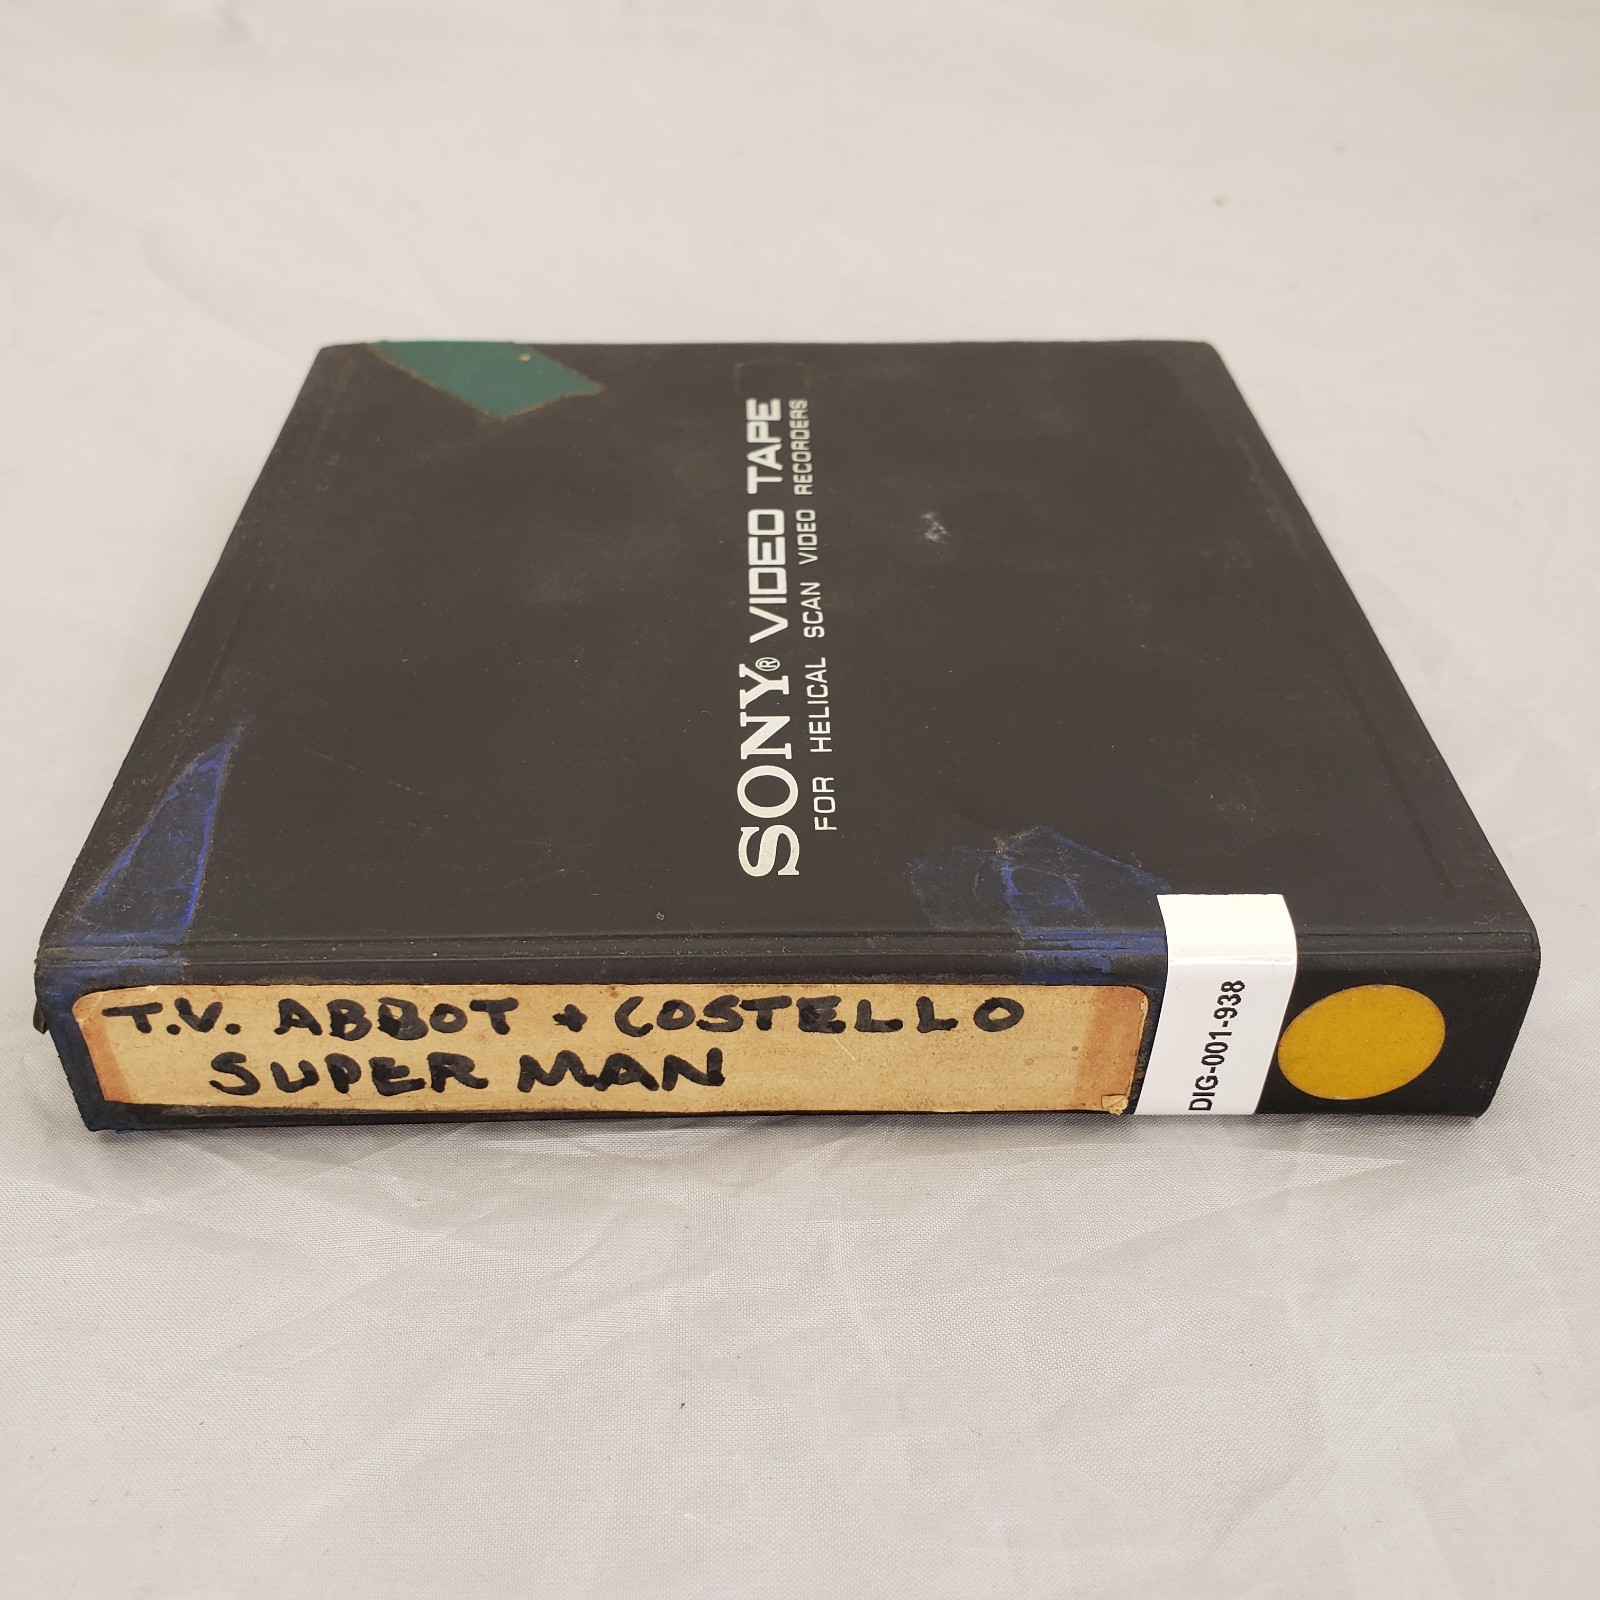 SONY® VIDEO TAPE
FOR HELICAL SCAN VIDEO RECORDERS
T.V. ABBOT + COSTELLO
SUPER MAN
DIG-001-938